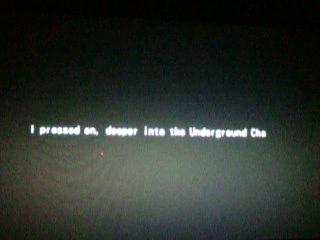 I pressed on, deeper into the Underground Cha